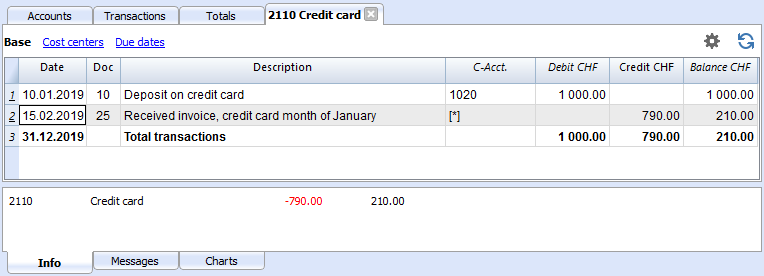 Accounts Transactions Totals 2110 Credit card
Base Cost centers Due dates
Date Doc Description C-Acct. Debit CHF Credit CHF Balance CHF
1 10.01.2019 10 Deposit on credit card 1020 1 000.00 1 000.00
2 15.02.2019 25 Received invoice, credit card month of January [*] 790.00 210.00
3 31.12.2019 Total transactions 1 000.00 790.00 210.00
2110 Credit card -790.00 210.00
Info Messages Charts